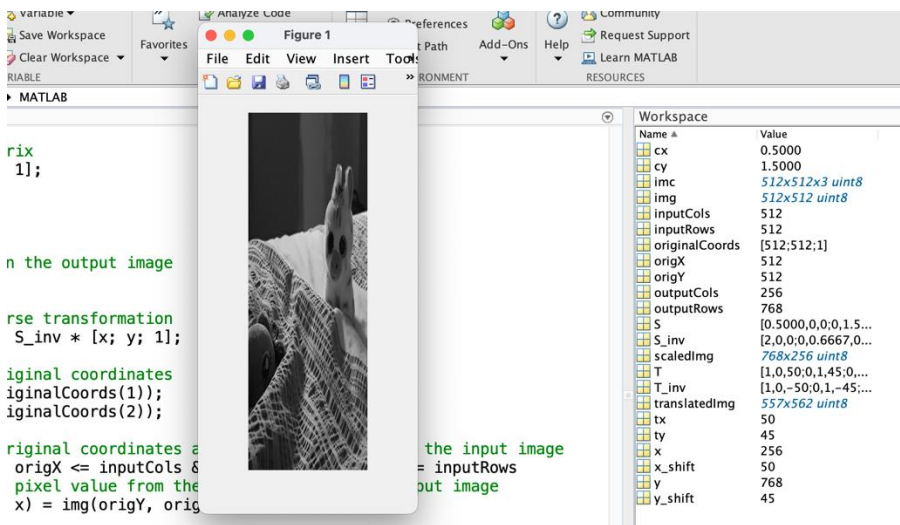 Variable
Analyze Code
Community
Save Workspace
Favorites
Figure 1
Preferences
Add-Ons
Help
Request Support
Clear Workspace
Path
Learn MATLAB
File Edit View Insert Tools
RIABLE
RONMENT
RESOURCES
MATLAB
Workspace
Name Value
cx 0.5000
cy 1.5000
imc 512x512x3 uint8
img 512x512 uint8
inputCols 512
inputRows 512
originalCoords [512;512;1]
origX 512
origY 512
outputCols 256
outputRows 768
S [0.5000,0,0;0,1.5...
S_inv [2,0,0;0,0.6667,0...
scaledImg 768x256 uint8
T [1,0,50;0,1,45;0,...
T_inv [1,0,-50;0,1,-45;...
translatedImg 557x562 uint8
tx 50
ty 45
x 256
x_shift 50
y 768
y_shift 45
rix
1];
n the output image
rse transformation
S_inv * [x; y; 1];
iginal coordinates
iginalCoords(1));
iginalCoords(2));
riginal coordinates a the input image
origX <= inputCols & = inputRows
pixel value from the put image
x) = img(origY, orig